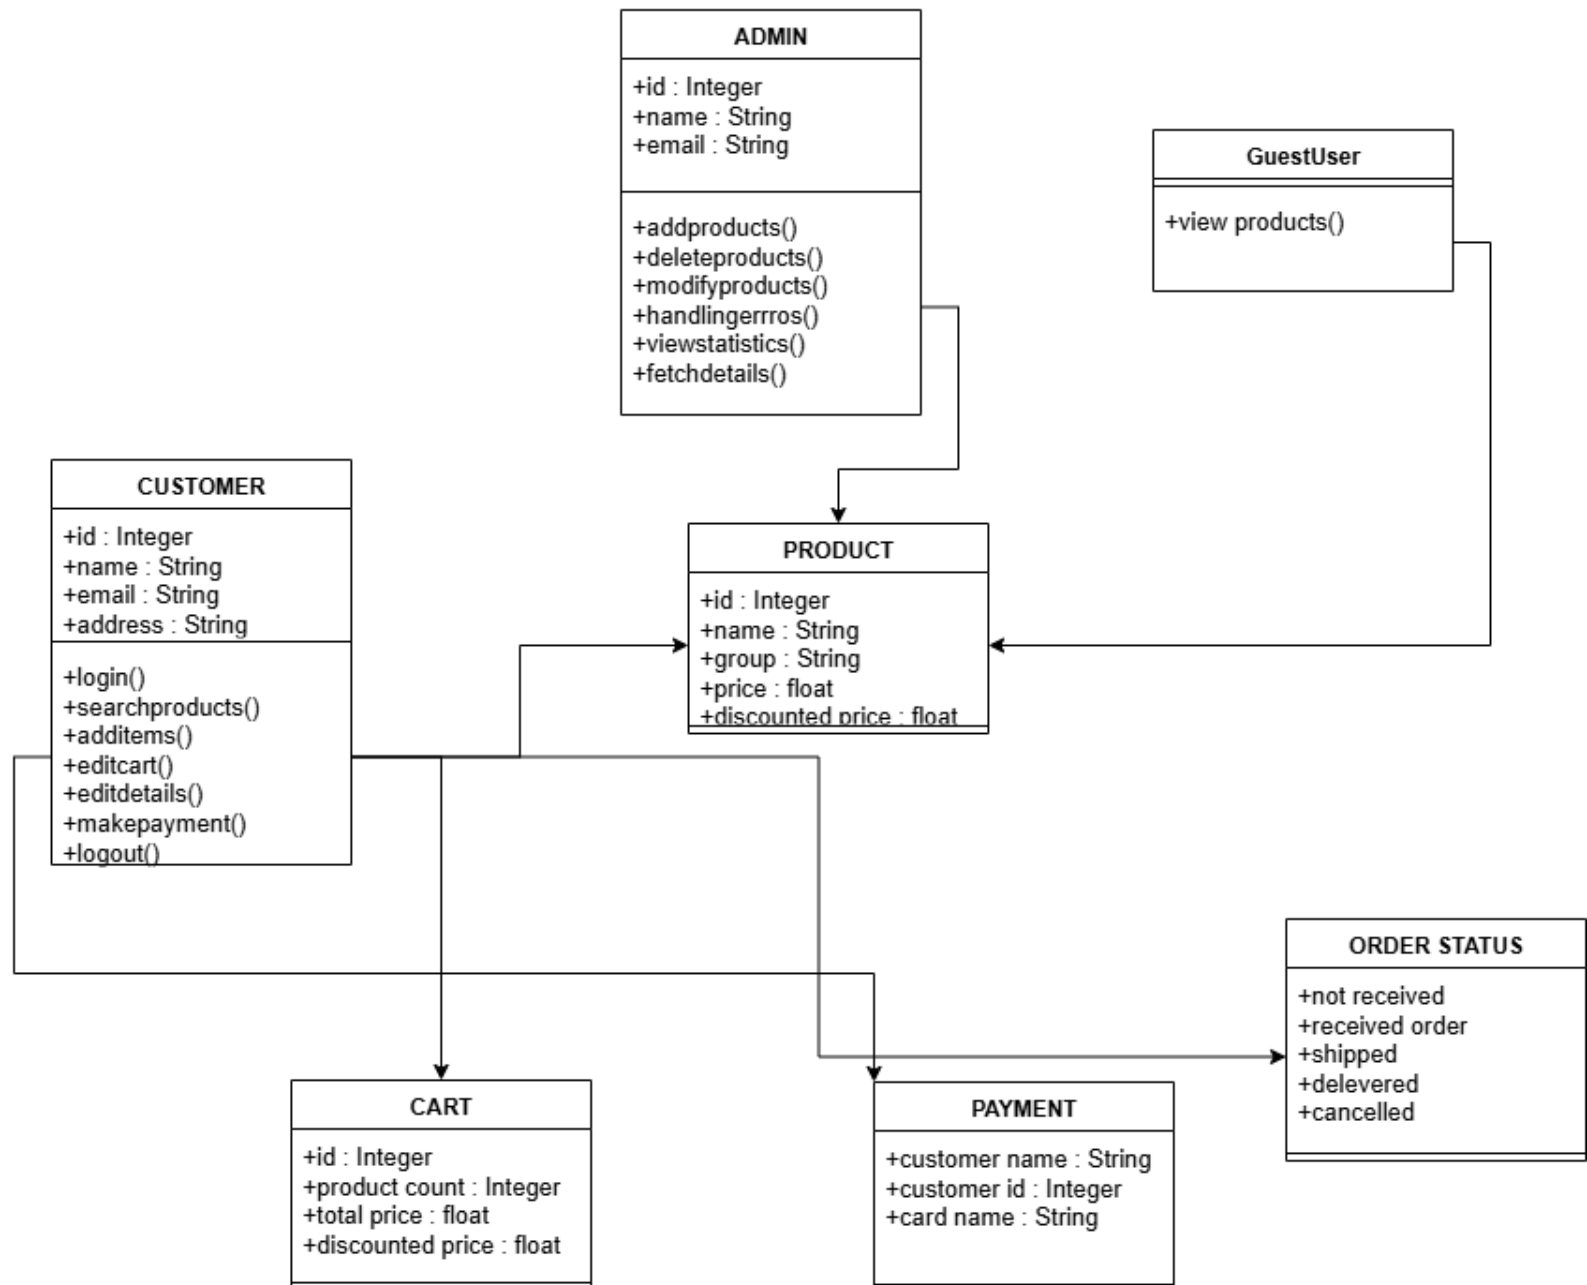 ADMIN
+id : Integer
+name : String
+email : String
+addproducts()
+deleteproducts()
+modifyproducts()
+handlingerrros()
+viewstatistics()
+fetchdetails()
GuestUser
+view products()
CUSTOMER
+id : Integer
+name : String
+email : String
+address : String
+login()
+searchproducts()
+additems()
+editcart()
+editdetails()
+makepayment()
+logout()
PRODUCT
+id : Integer
+name : String
+group : String
+price : float
+discounted price : float
ORDER STATUS
+not received
+received order
+shipped
+delevered
+cancelled
CART
+id : Integer
+product count : Integer
+total price : float
+discounted price : float
PAYMENT
+customer name : String
+customer id : Integer
+card name : String